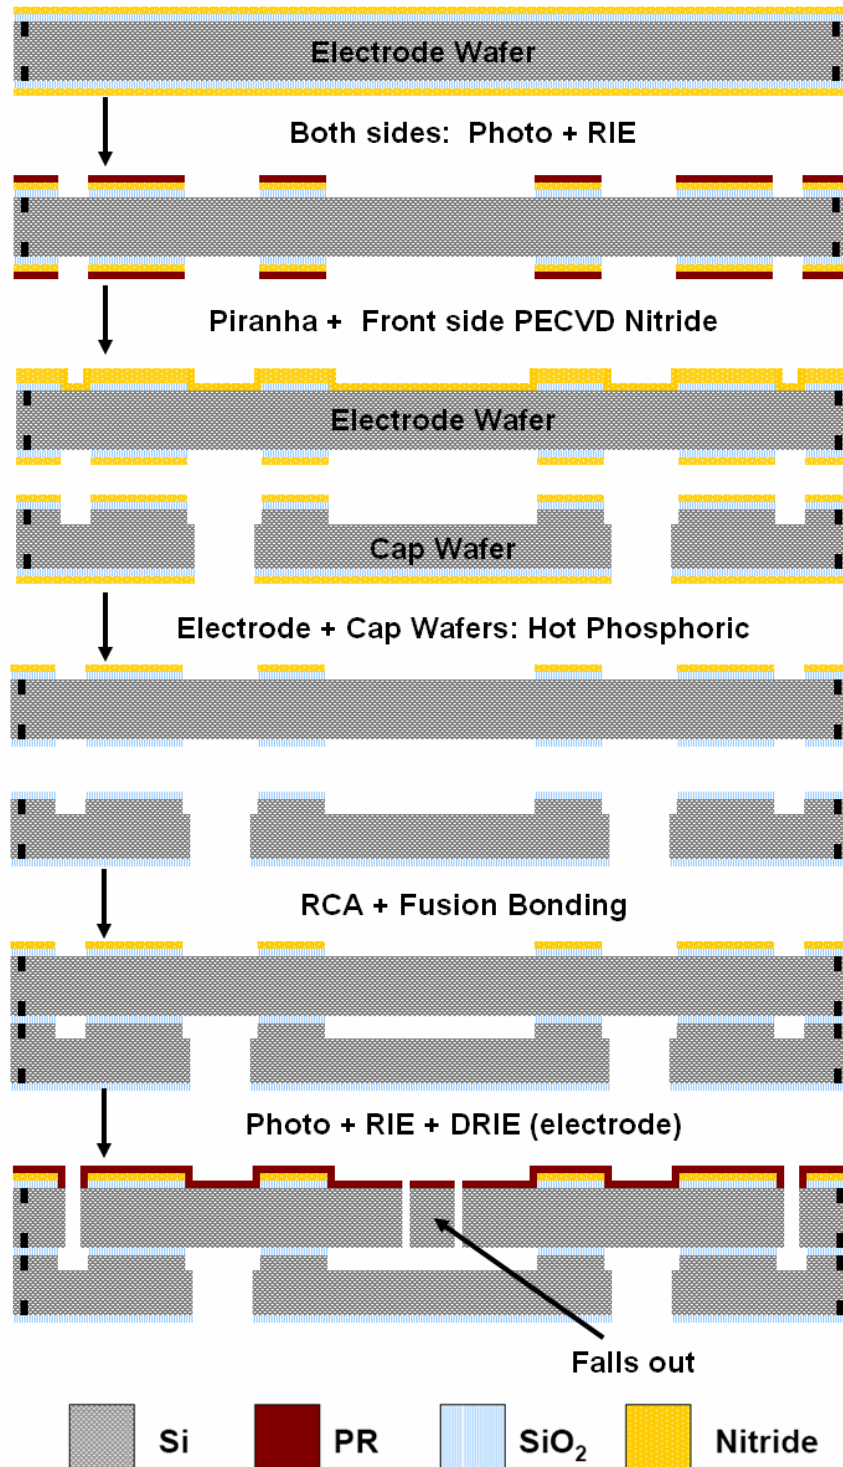 Electrode Wafer
Both sides: Photo + RIE
Piranha + Front side PECVD Nitride
Electrode Wafer
Cap Wafer
Electrode + Cap Wafers: Hot Phosphoric
RCA + Fusion Bonding
Photo + RIE + DRIE (electrode)
Falls out
Si
PR
SiO₂
Nitride